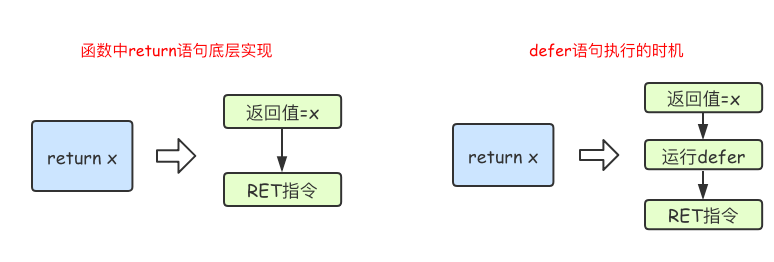 函数中return语句底层实现
return x
返回值=x
RET指令
defer语句执行的时机
return x
返回值=x
运行defer
RET指令